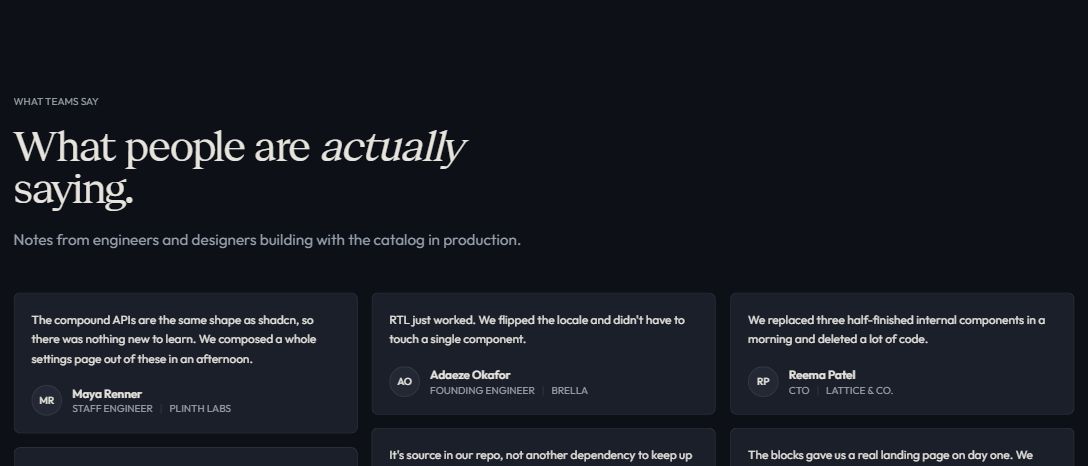 WHAT TEAMS SAY
What people are actually
saying.
Notes from engineers and designers building with the catalog in production.
The compound APIs are the same shape as shadcn, so
there was nothing new to learn. We composed a whole
settings page out of these in an afternoon.
MR
Maya Renner
STAFF ENGINEER | PLINTH LABS
RTL just worked. We flipped the locale and didn't have to
touch a single component.
AO
Adaeze Okafor
FOUNDING ENGINEER | BRELLA
It's source in our repo, not another dependency to keep up
We replaced three half-finished internal components in a
morning and deleted a lot of code.
RP
Reema Patel
CTO | LATTICE & CO.
The blocks gave us a real landing page on day one. We